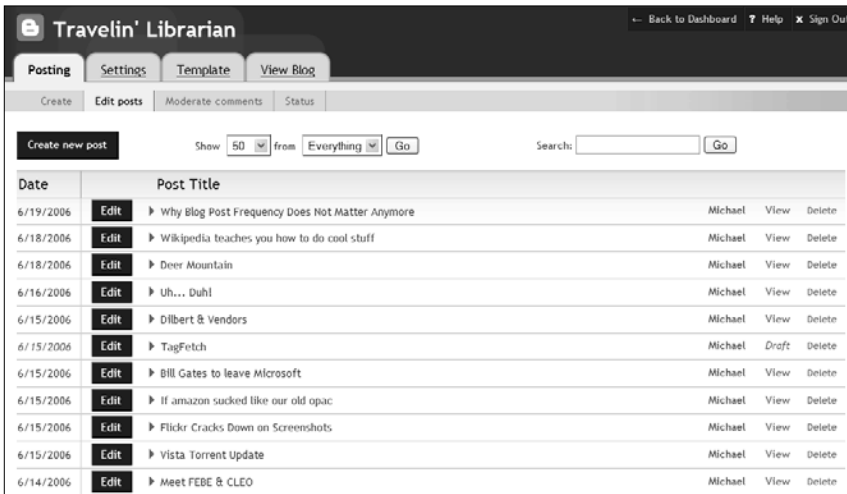 Travelin' Librarian
← Back to Dashboard ? Help x Sign Out
Posting Settings Template View Blog
Create Edit posts Moderate comments Status
Create new post Show 50 from Everything Go Search: Go
Date Post Title
6/19/2006 Edit Why Blog Post Frequency Does Not Matter Anymore Michael View Delete
6/18/2006 Edit Wikipedia teaches you how to do cool stuff Michael View Delete
6/18/2006 Edit Deer Mountain Michael View Delete
6/16/2006 Edit Uh... Duh! Michael View Delete
6/15/2006 Edit Dilbert & Vendors Michael View Delete
6/15/2006 Edit TagFetch Michael Draft Delete
6/15/2006 Edit Bill Gates to leave Microsoft Michael View Delete
6/15/2006 Edit If amazon sucked like our old opac Michael View Delete
6/15/2006 Edit Flickr Cracks Down on Screenshots Michael View Delete
6/15/2006 Edit Vista Torrent Update Michael View Delete
6/14/2006 Edit Meet FEBE & CLEO Michael View Delete